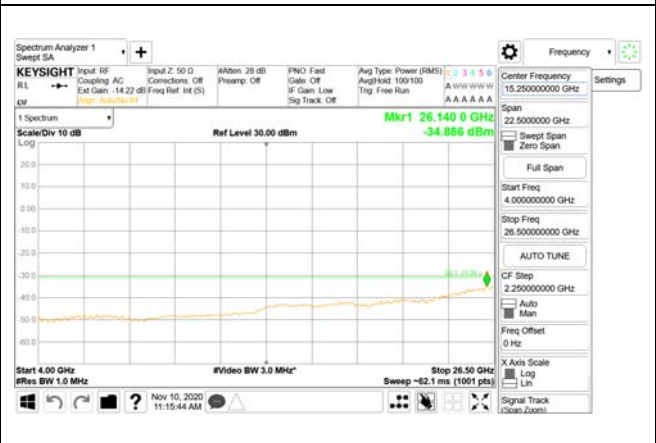 Spectrum Analyzer 1
Swept SA
+
Frequency
KEYSIGHT
RL
Input: RF
Coupling: AC
Ext Gain: -14.22 dB
Align: Auto/No RF
Input Z: 50 Ω
Corrections: Off
Freq Ref: Int (S)
#Atten: 28 dB
Preamp: Off
PNO: Fast
Gate: Off
IF Gain: Low
Sig Track: Off
Avg Type: Power (RMS)
Avg|Hold: 100/100
Trig: Free Run
1 2 3 4 5 6
A W W W W W
A A A A A A
Center Frequency
15.250000000 GHz
Settings
Span
22.5000000 GHz
Swept Span
Zero Span
Full Span
Start Freq
4.000000000 GHz
Stop Freq
26.500000000 GHz
AUTO TUNE
CF Step
2.250000000 GHz
Auto
Man
Freq Offset
0 Hz
X Axis Scale
Log
Lin
Signal Track
(Span Zoom)
1 Spectrum
Scale/Div 10 dB
Ref Level 30.00 dBm
Mkr1 26.140 0 GHz
-34.886 dBm
Log
20.0
10.0
0.00
-10.0
-20.0
-30.0
-40.0
-50.0
-60.0
Start 4.00 GHz
#Res BW 1.0 MHz
#Video BW 3.0 MHz*
Stop 26.50 GHz
Sweep ~62.1 ms (1001 pts)
?
Nov 10, 2020
11:15:44 AM